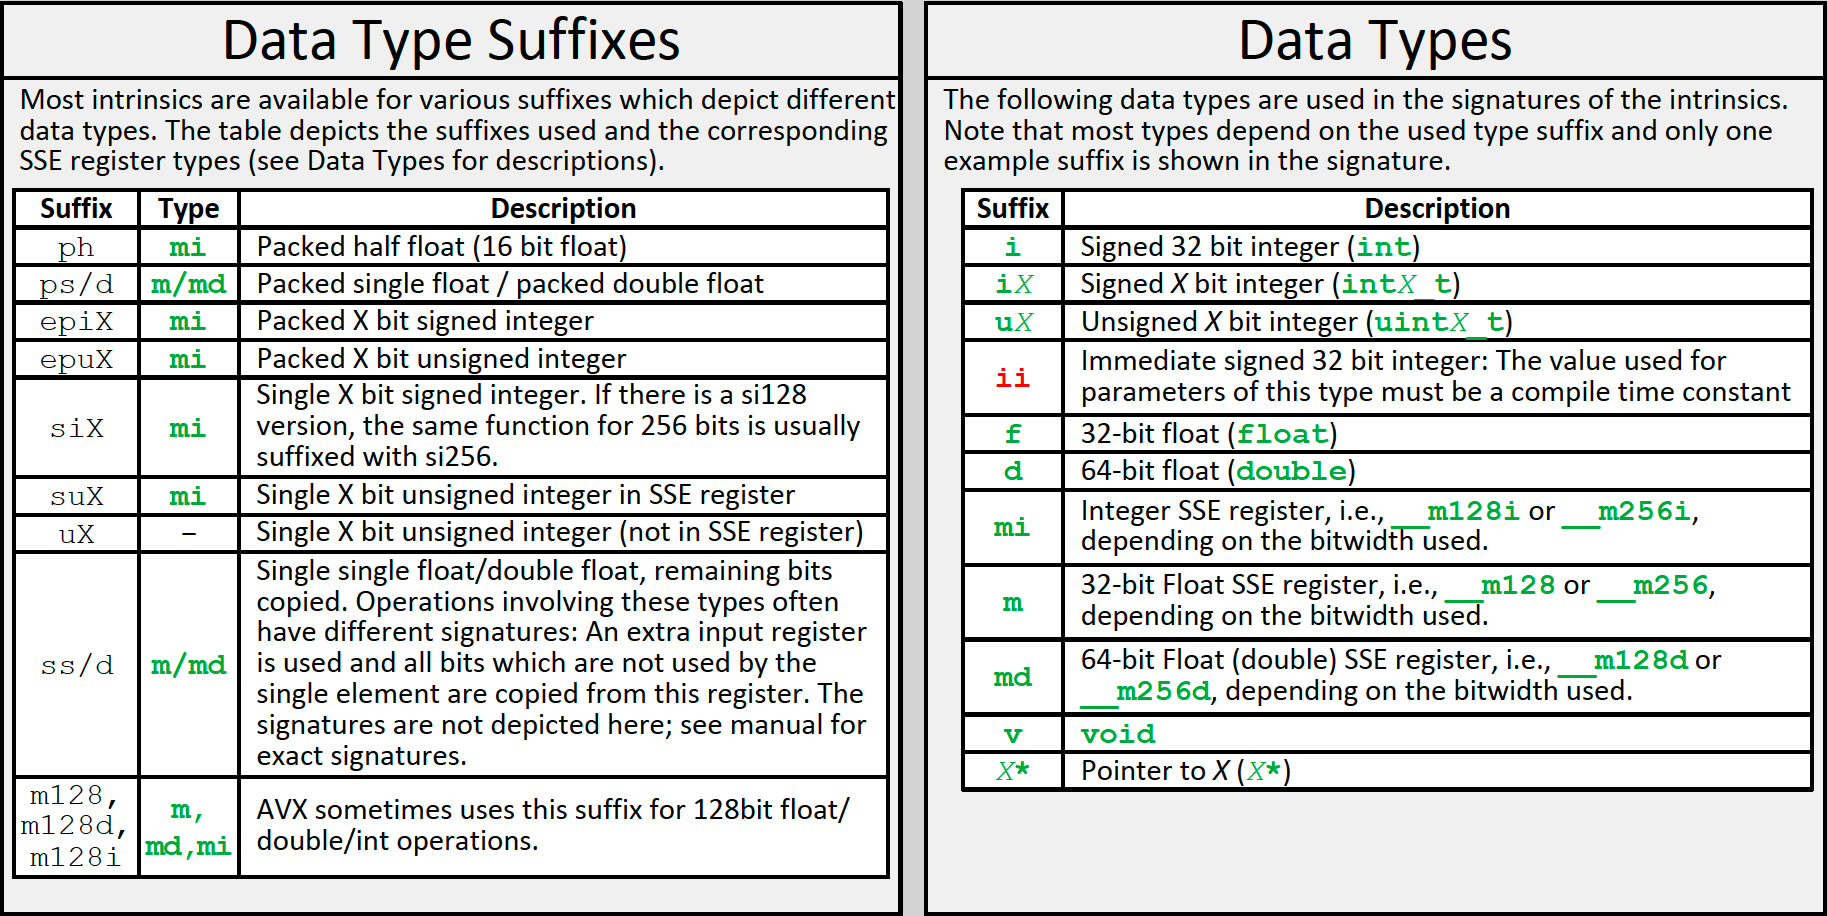 Data Type Suffixes
Most intrinsics are available for various suffixes which depict different
data types. The table depicts the suffixes used and the corresponding
SSE register types (see Data Types for descriptions).
Suffix Type Description
ph mi Packed half float (16 bit float)
ps/d m/md Packed single float / packed double float
epiX mi Packed X bit signed integer
epuX mi Packed X bit unsigned integer
siX mi Single X bit signed integer. If there is a si128
version, the same function for 256 bits is usually
suffixed with si256.
suX mi Single X bit unsigned integer in SSE register
uX – Single X bit unsigned integer (not in SSE register)
ss/d m/md Single single float/double float, remaining bits
copied. Operations involving these types often
have different signatures: An extra input register
is used and all bits which are not used by the
single element are copied from this register. The
signatures are not depicted here; see manual for
exact signatures.
m128,
m128d,
m128i
m,
md,mi
AVX sometimes uses this suffix for 128bit float/
double/int operations.
Data Types
The following data types are used in the signatures of the intrinsics.
Note that most types depend on the used type suffix and only one
example suffix is shown in the signature.
Suffix Description
i Signed 32 bit integer (int)
iX Signed X bit integer (intX_t)
uX Unsigned X bit integer (uintX_t)
ii Immediate signed 32 bit integer: The value used for
parameters of this type must be a compile time constant
f 32-bit float (float)
d 64-bit float (double)
mi Integer SSE register, i.e., __m128i or __m256i,
depending on the bitwidth used.
m 32-bit Float SSE register, i.e., __m128 or __m256,
depending on the bitwidth used.
md 64-bit Float (double) SSE register, i.e., __m128d or
__m256d, depending on the bitwidth used.
v void
X* Pointer to X (X*)